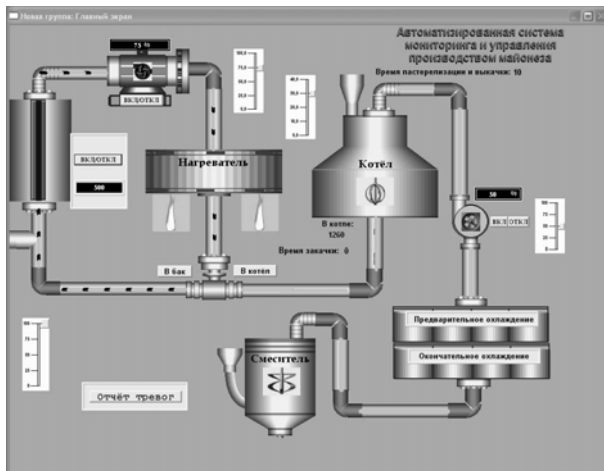 Новая группа: Главный экран
Автоматизированная система
мониторинга и управления
производством майонеза
Время пастерелизации и выкачки: 10
75 %
ВКЛ/ОТКЛ
ВКЛ/ОТКЛ
500
Нагреватель
Котёл
В котле:
1260
Время закачки: 0
В бак
В котёл
50 %
ВКЛ ОТКЛ
Предварительное охлаждение
Окончательное охлаждение
Смеситель
Отчёт тревог